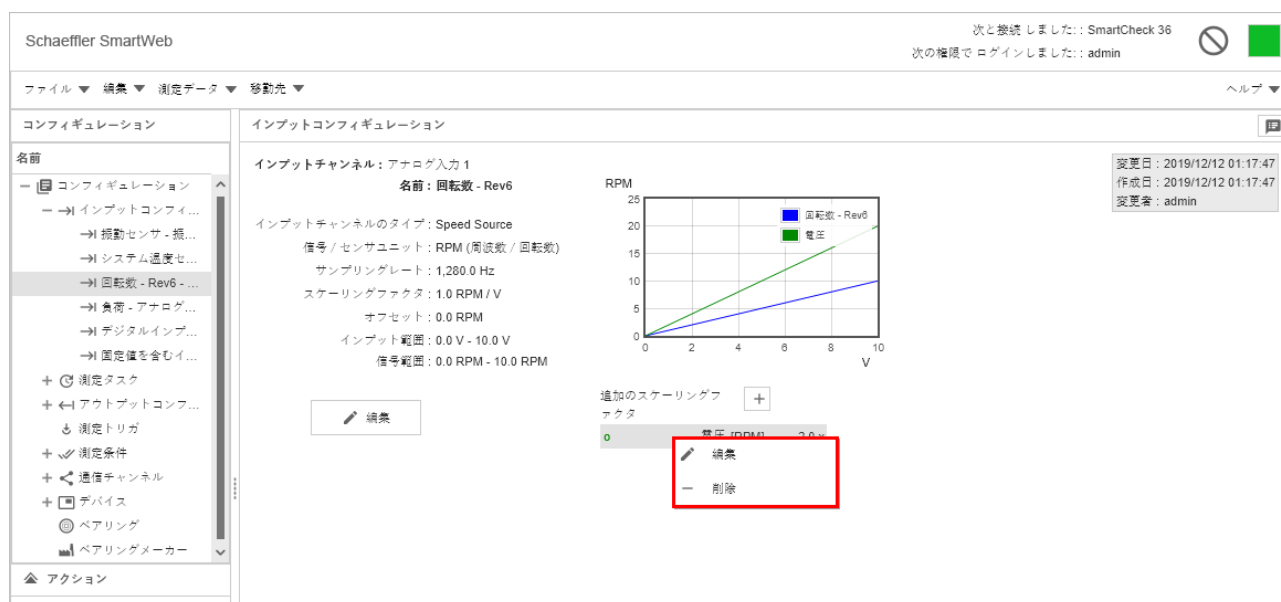 Schaeffler SmartWeb
次と接続 しました: : SmartCheck 36
次の権限で ログインしました: : admin
ファイル ▼ 編集 ▼ 測定データ ▼ 移動先 ▼
ヘルプ ▼
コンフィギュレーション
名前
コンフィギュレーション
インプットコンフィ...
振動センサ - 振...
システム温度セ...
回転数 - Rev6 - ...
負荷 - アナログ...
デジタルインプ...
固定値を含むイ...
測定タスク
アウトプットコンフ...
測定トリガ
測定条件
通信チャンネル
デバイス
ベアリング
ベアリングメーカー
アクション
インプットコンフィギュレーション
インプットチャンネル : アナログ入力 1
名前 : 回転数 - Rev6
インプットチャンネルのタイプ : Speed Source
信号 / センサユニット : RPM (周波数 / 回転数)
サンプリングレート : 1,280.0 Hz
スケーリングファクタ : 1.0 RPM / V
オフセット : 0.0 RPM
インプット範囲 : 0.0 V - 10.0 V
信号範囲 : 0.0 RPM - 10.0 RPM
編集
RPM
25
20
15
10
5
0
0 2 4 6 8 10
V
回転数 - Rev6
電圧
追加のスケーリングフ
ァクタ
o 電圧 [RPM] 2.0 x
編集
削除
変更日 : 2019/12/12 01:17:47
作成日 : 2019/12/12 01:17:47
変更者 : admin